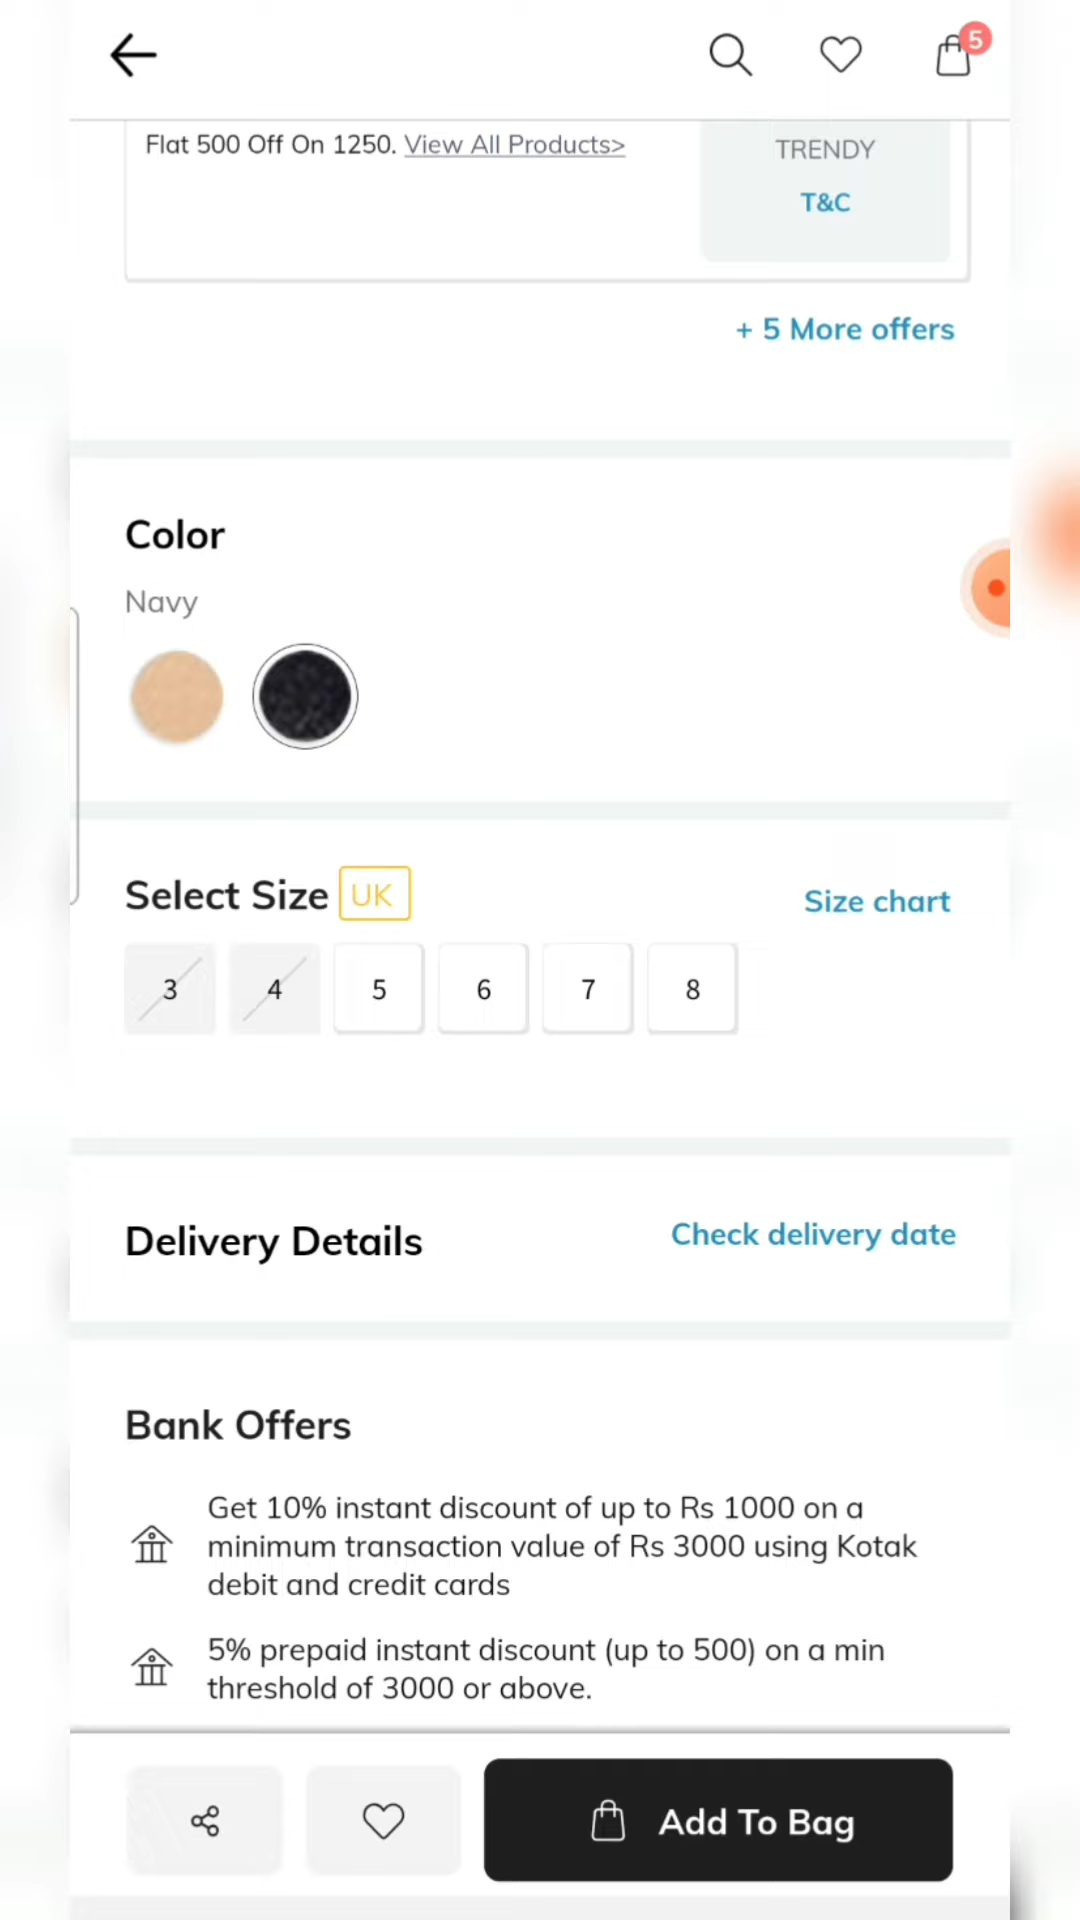 5
Flat 500 Off On 1250. View All Products>
TRENDY
T&C
+ 5 More offers
Color
Navy
Select Size UK
Size chart
3 4 5 6 7 8
Delivery Details
Check delivery date
Bank Offers
Get 10% instant discount of up to Rs 1000 on a
minimum transaction value of Rs 3000 using Kotak
debit and credit cards
5% prepaid instant discount (up to 500) on a min
threshold of 3000 or above.
Add To Bag